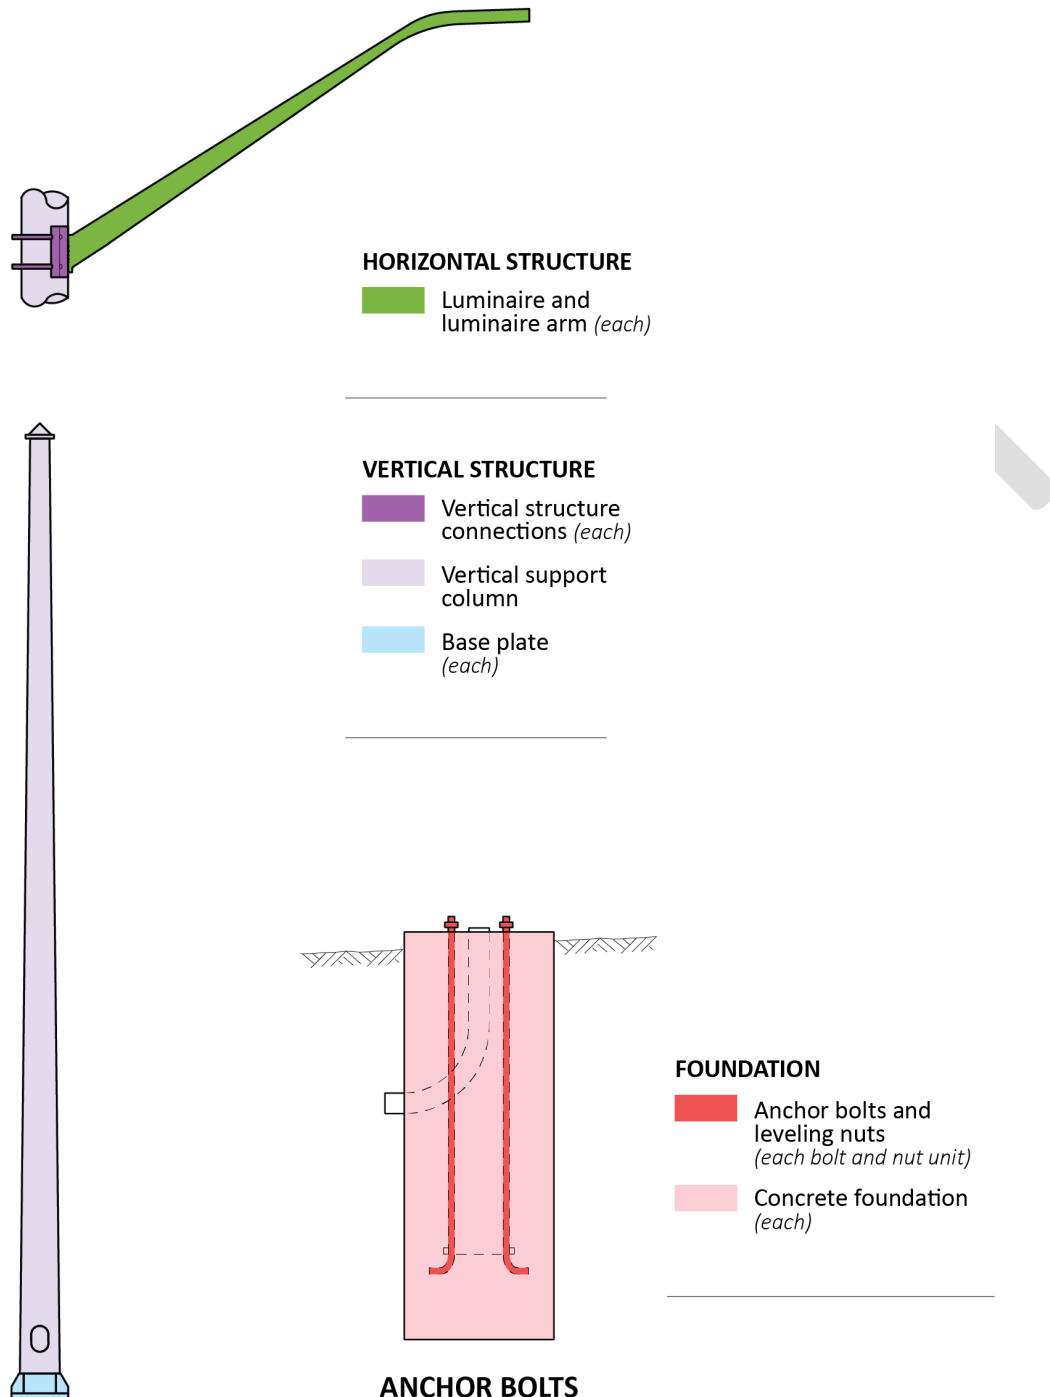 HORIZONTAL STRUCTURE
Luminaire and
luminaire arm (each)
VERTICAL STRUCTURE
Vertical structure
connections (each)
Vertical support
column
Base plate
(each)
FOUNDATION
Anchor bolts and
leveling nuts
(each bolt and nut unit)
Concrete foundation
(each)
ANCHOR BOLTS